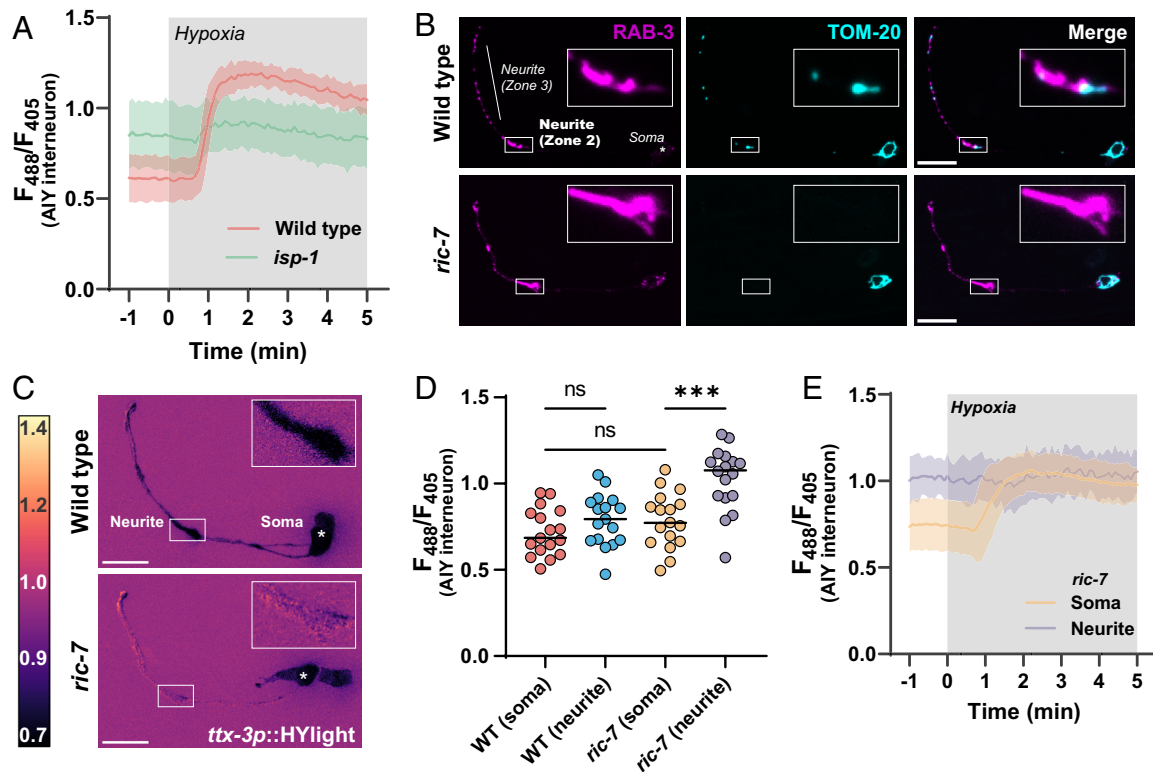 A
Hypoxia
1.5
1.0
0.5
0.0
F488/F405
(AIY interneuron)
Wild type
isp-1
-1 0 1 2 3 4 5
Time (min)
B
RAB-3
TOM-20
Merge
Wild type
Neurite
(Zone 3)
Neurite
(Zone 2)
Soma
*
ric-7
C
1.4
1.2
1.0
0.9
0.7
Wild type
Neurite
Soma
*
ric-7
*
ttx-3p::HYlight
D
ns
***
ns
1.5
1.0
0.5
0.0
F488/F405
(AIY interneuron)
WT (soma)
WT (neurite)
ric-7 (soma)
ric-7 (neurite)
E
Hypoxia
1.5
1.0
0.5
0.0
F488/F405
(AIY interneuron)
ric-7
Soma
Neurite
-1 0 1 2 3 4 5
Time (min)